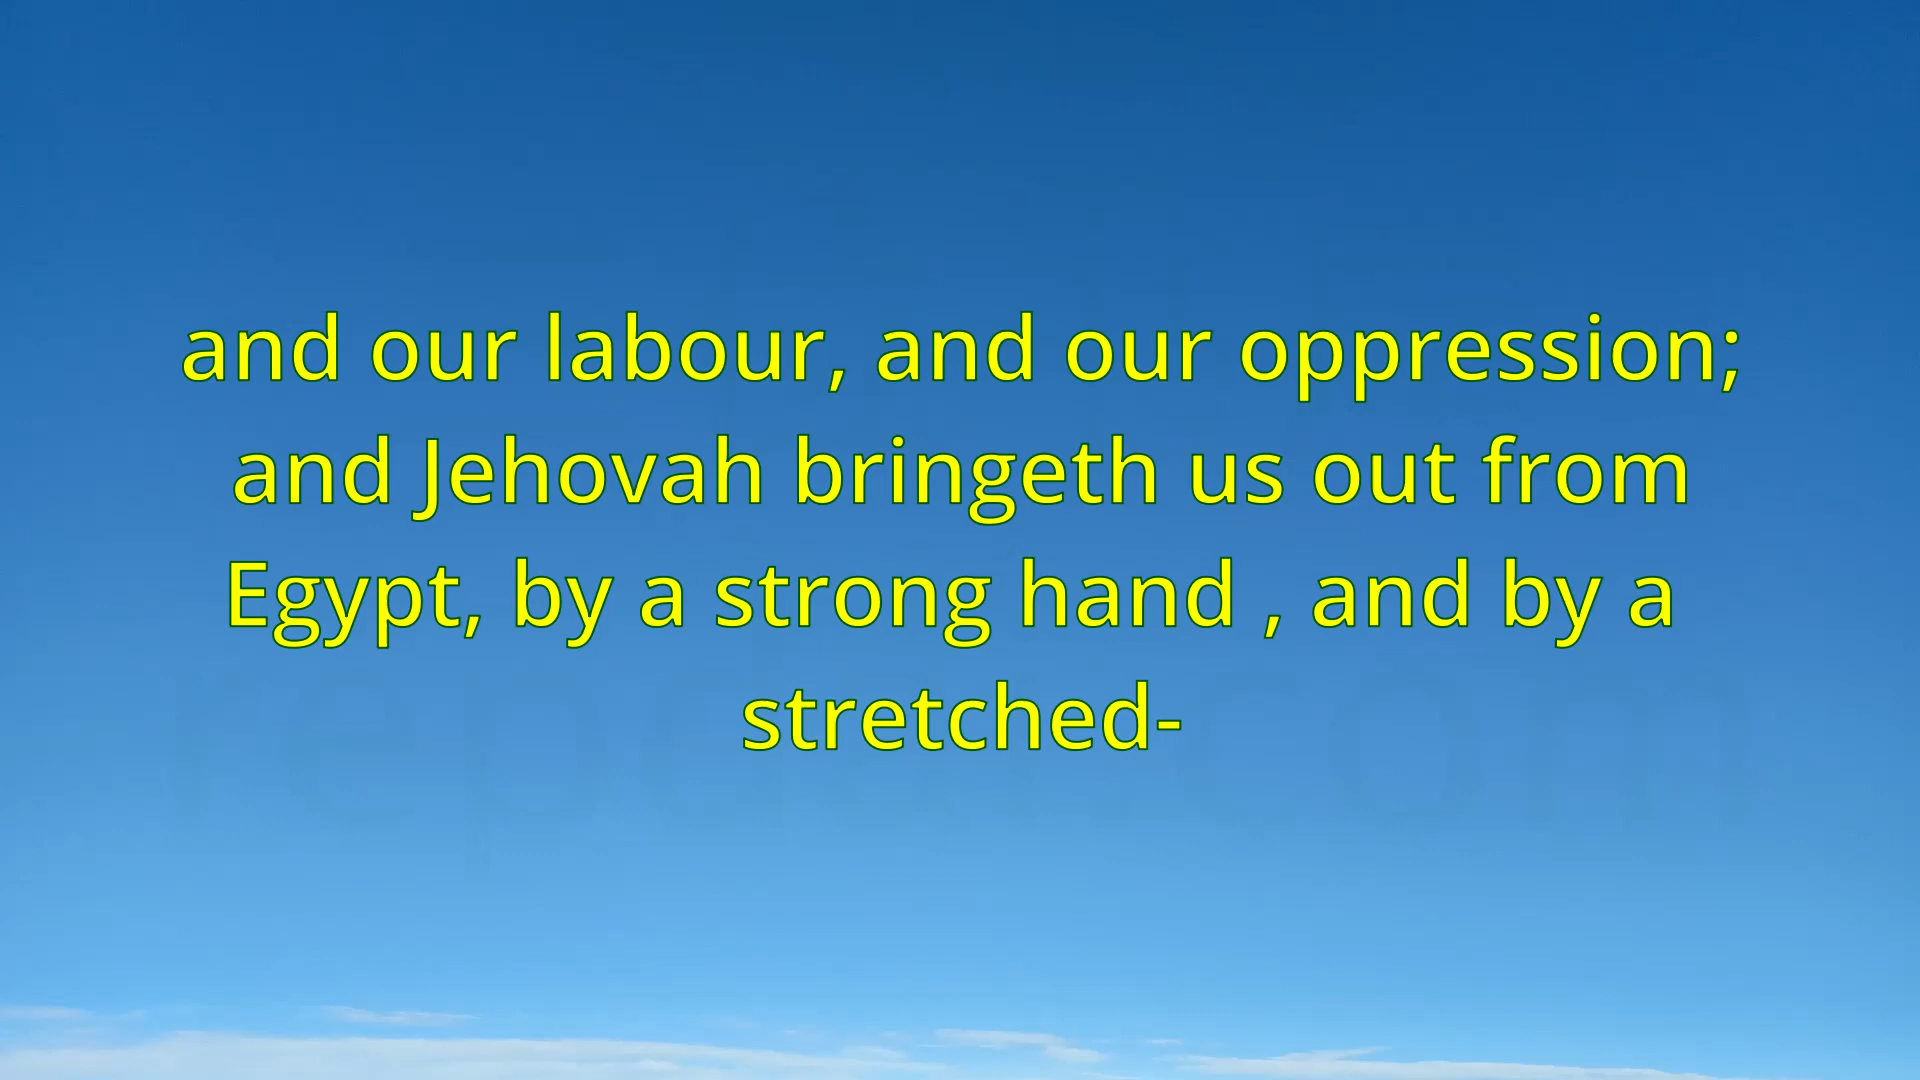 and our labour, and our oppression;
and Jehovah bringeth us out from
Egypt, by a strong hand , and by a
stretched-